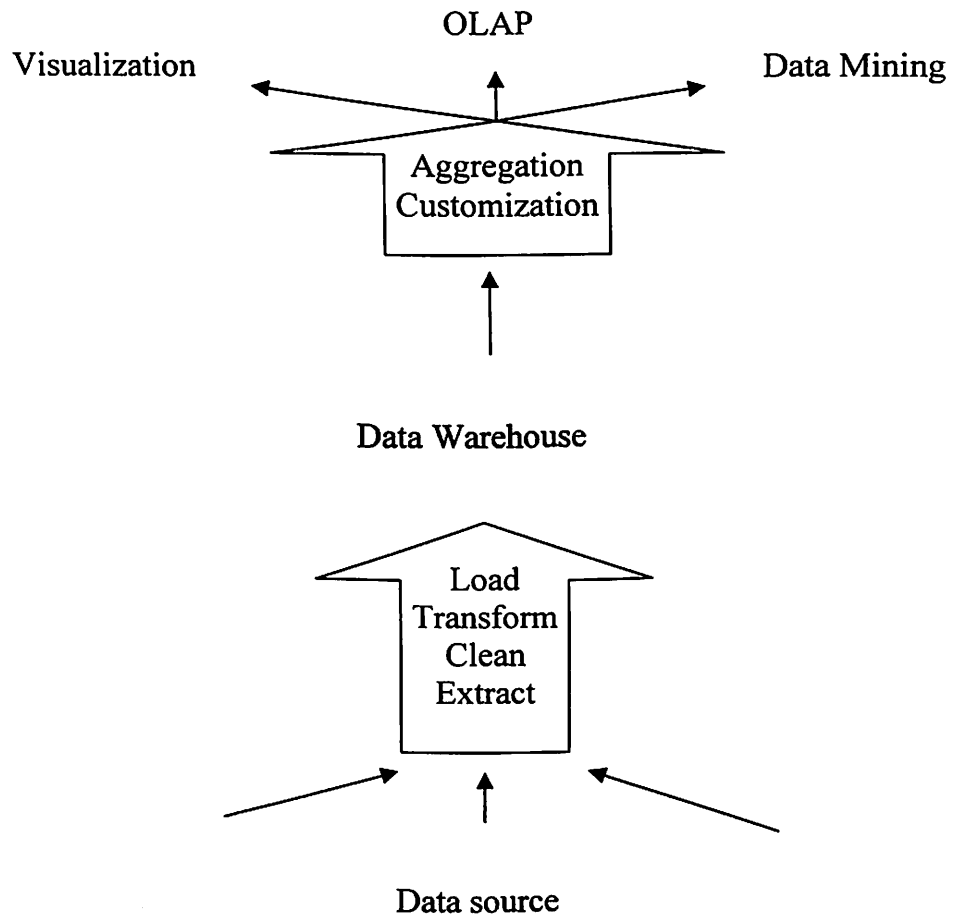 OLAP
Visualization
Data Mining
Aggregation
Customization
Data Warehouse
Load
Transform
Clean
Extract
Data source